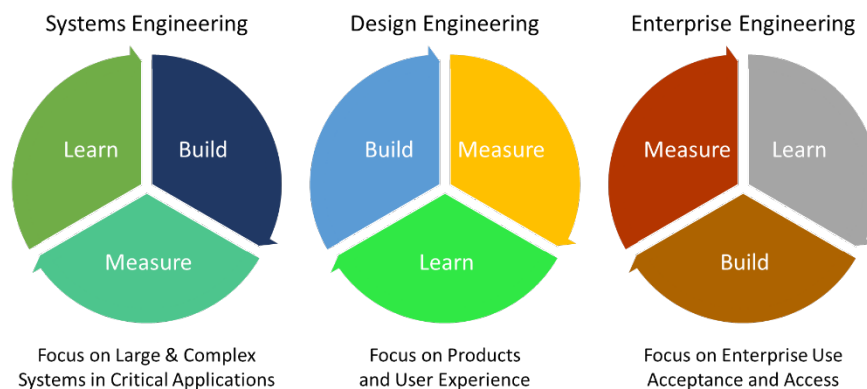 Systems Engineering
Learn
Build
Measure
Focus on Large & Complex
Systems in Critical Applications
Design Engineering
Build
Measure
Learn
Focus on Products
and User Experience
Enterprise Engineering
Measure
Learn
Build
Focus on Enterprise Use
Acceptance and Access